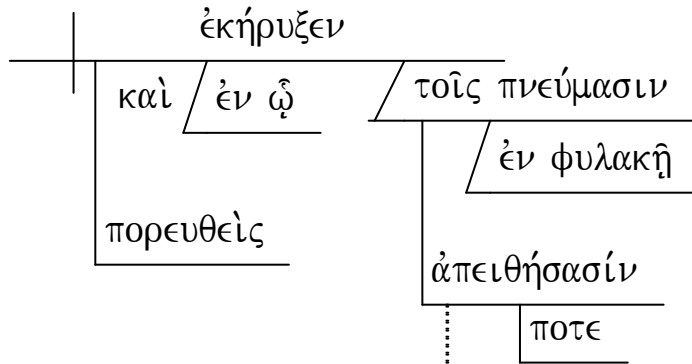 ἐκήρυξεν
καὶ ἐν ᾧ τοῖς πνεύμασιν
ἐν φυλακῇ
πορευθεὶς
ἀπειθήσασίν
ποτε